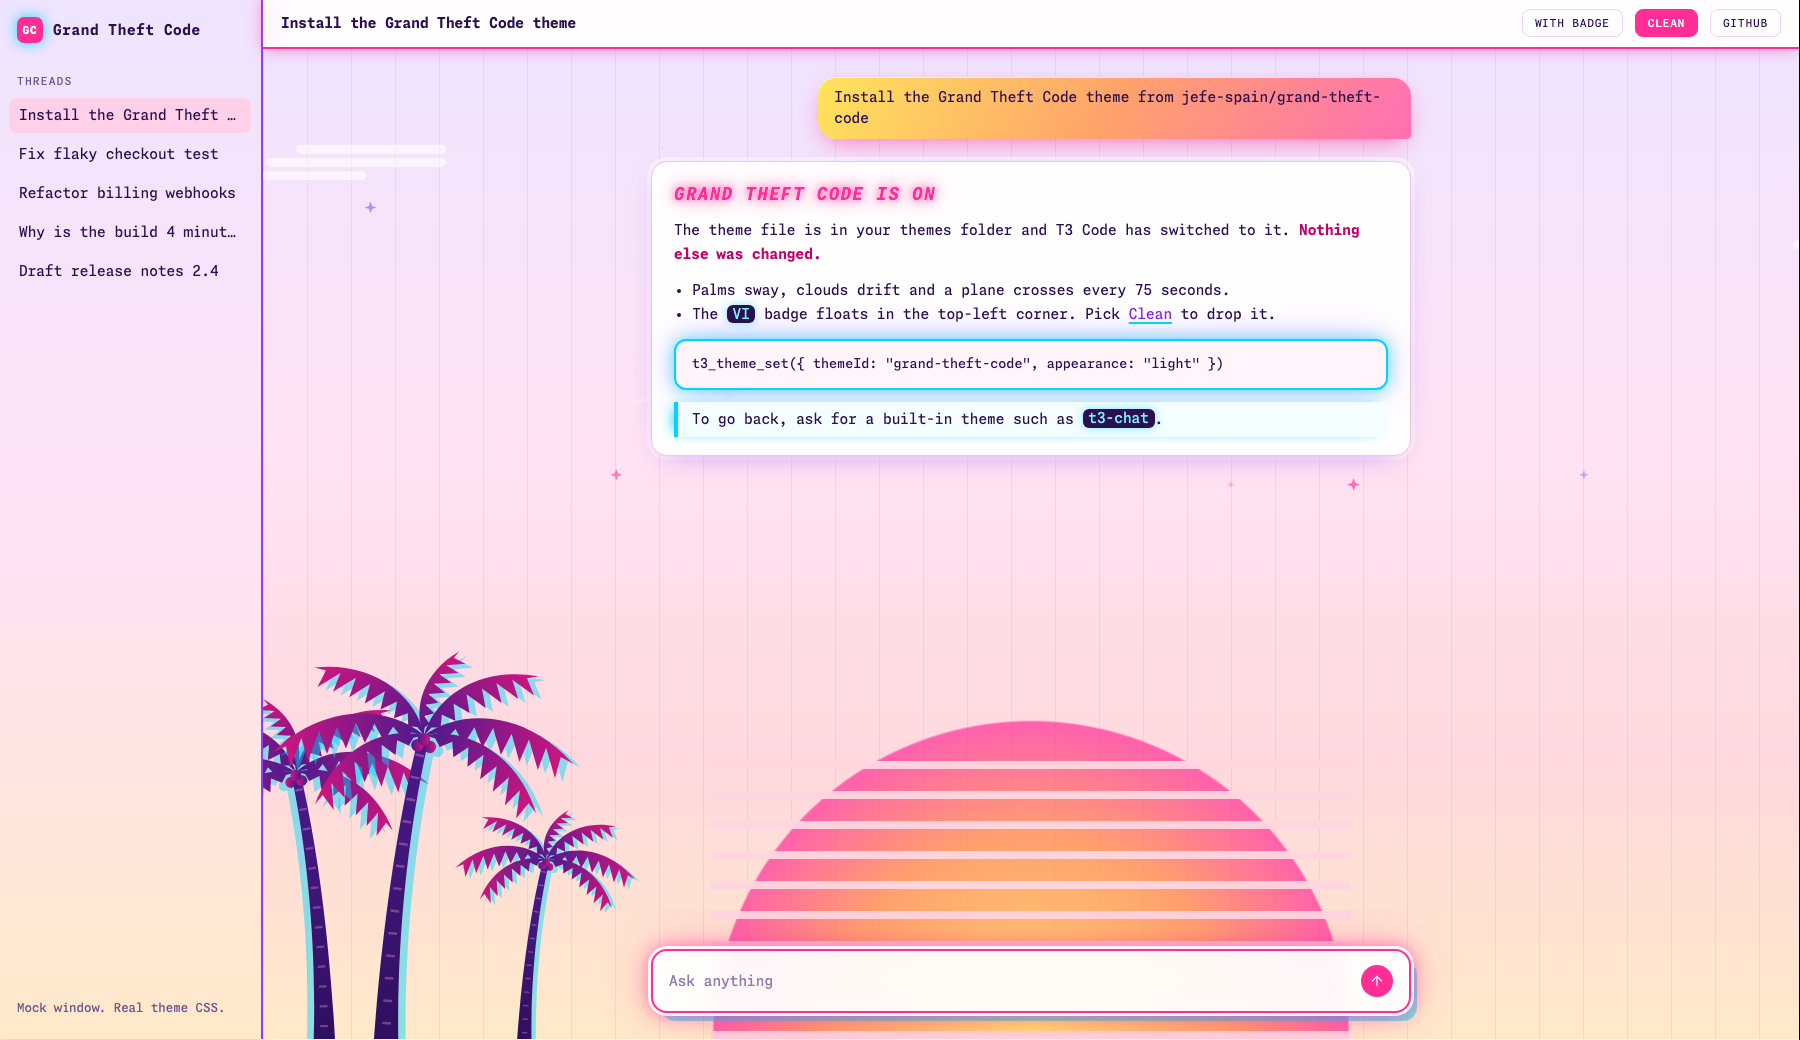 GC Grand Theft Code
THREADS
Install the Grand Theft …
Fix flaky checkout test
Refactor billing webhooks
Why is the build 4 minut…
Draft release notes 2.4
Mock window. Real theme CSS.
Install the Grand Theft Code theme
WITH BADGE CLEAN GITHUB
Install the Grand Theft Code theme from jefe-spain/grand-theft-
code
GRAND THEFT CODE IS ON
The theme file is in your themes folder and T3 Code has switched to it. Nothing
else was changed.
• Palms sway, clouds drift and a plane crosses every 75 seconds.
• The VI badge floats in the top-left corner. Pick Clean to drop it.
t3_theme_set({ themeId: "grand-theft-code", appearance: "light" })
To go back, ask for a built-in theme such as t3-chat.
Ask anything